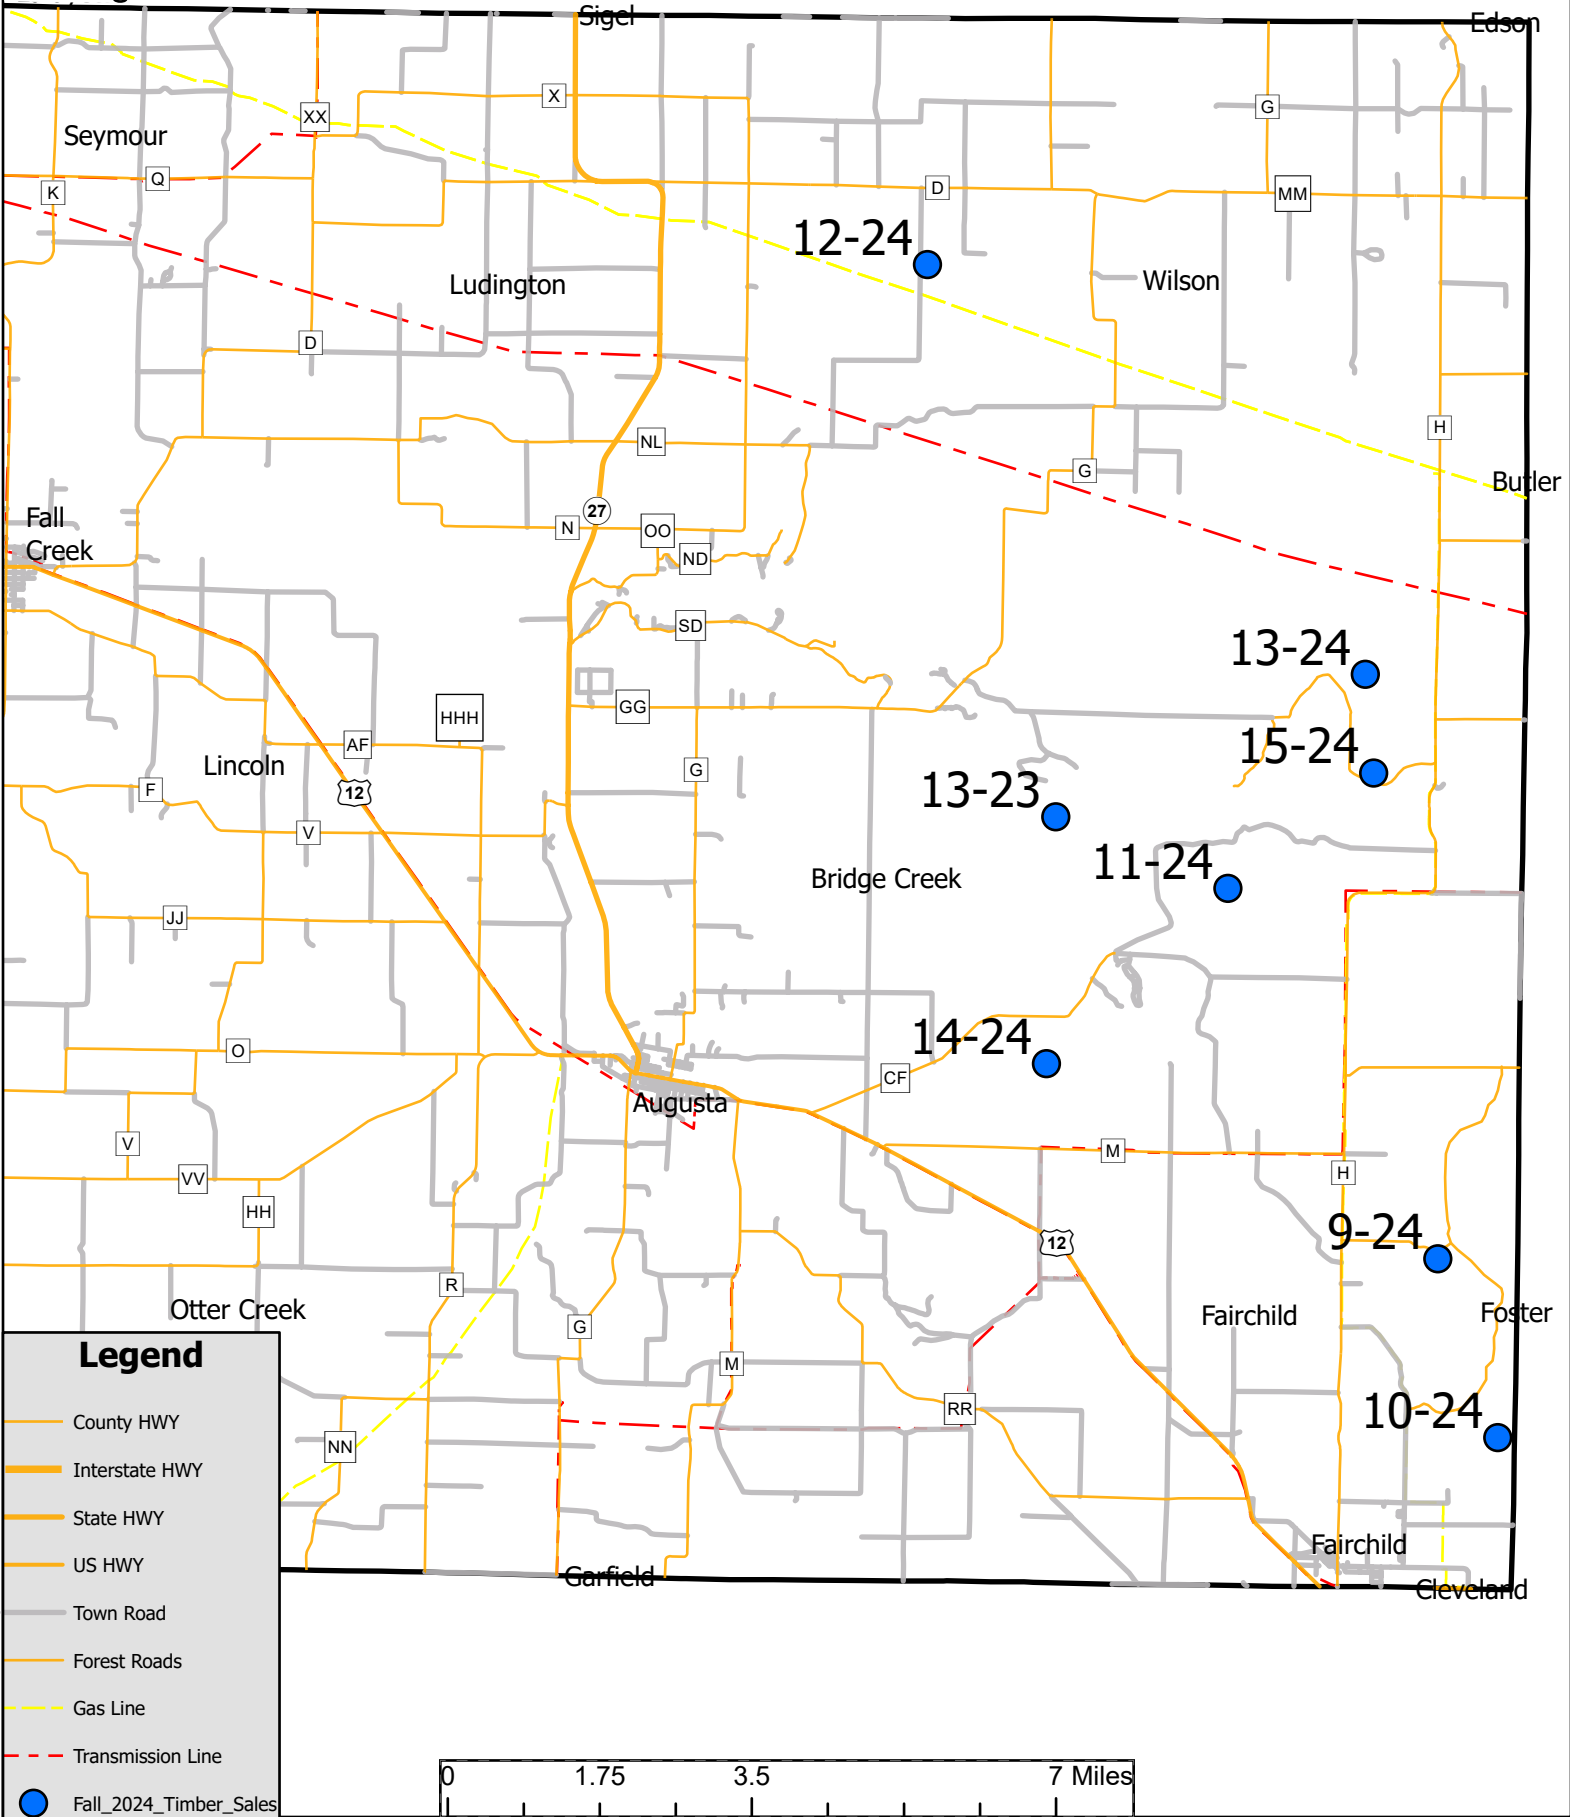 Sigel
Edson
X
G
XX
Seymour
Q
K
D
MM
12-24
Wilson
Ludington
D
H
NL
G
Butler
27
Fall
Creek
N
OO
ND
SD
13-24
GG
HHH
AF
15-24
Lincoln
G
F
12
13-23
V
11-24
Bridge Creek
JJ
14-24
O
CF
Augusta
V
M
VV
H
HH
9-24
12
R
Otter Creek
Fairchild
Foster
G
M
10-24
RR
NN
Fairchild
Garfield
Cleveland
Legend
County HWY
Interstate HWY
State HWY
US HWY
Town Road
Forest Roads
Gas Line
Transmission Line
Fall_2024_Timber_Sales
0 1.75 3.5 7 Miles